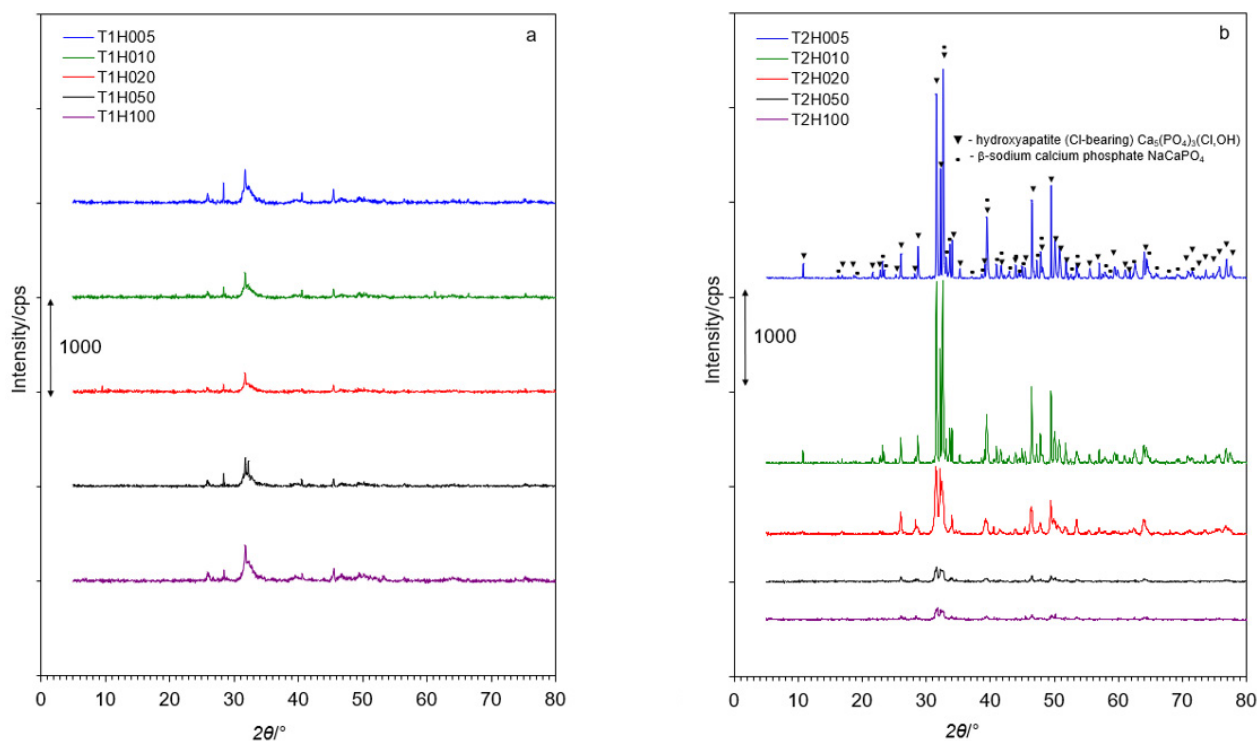 a
T1H005
T1H010
T1H020
T1H050
T1H100
Intensity/cps
1000
0 10 20 30 40 50 60 70 80
2θ/°
b
T2H005
T2H010
T2H020
T2H050
T2H100
▼ - hydroxyapatite (Cl-bearing) Ca₅(PO₄)₃(Cl,OH)
• - β-sodium calcium phosphate NaCaPO₄
Intensity/cps
1000
0 10 20 30 40 50 60 70 80
2θ/°